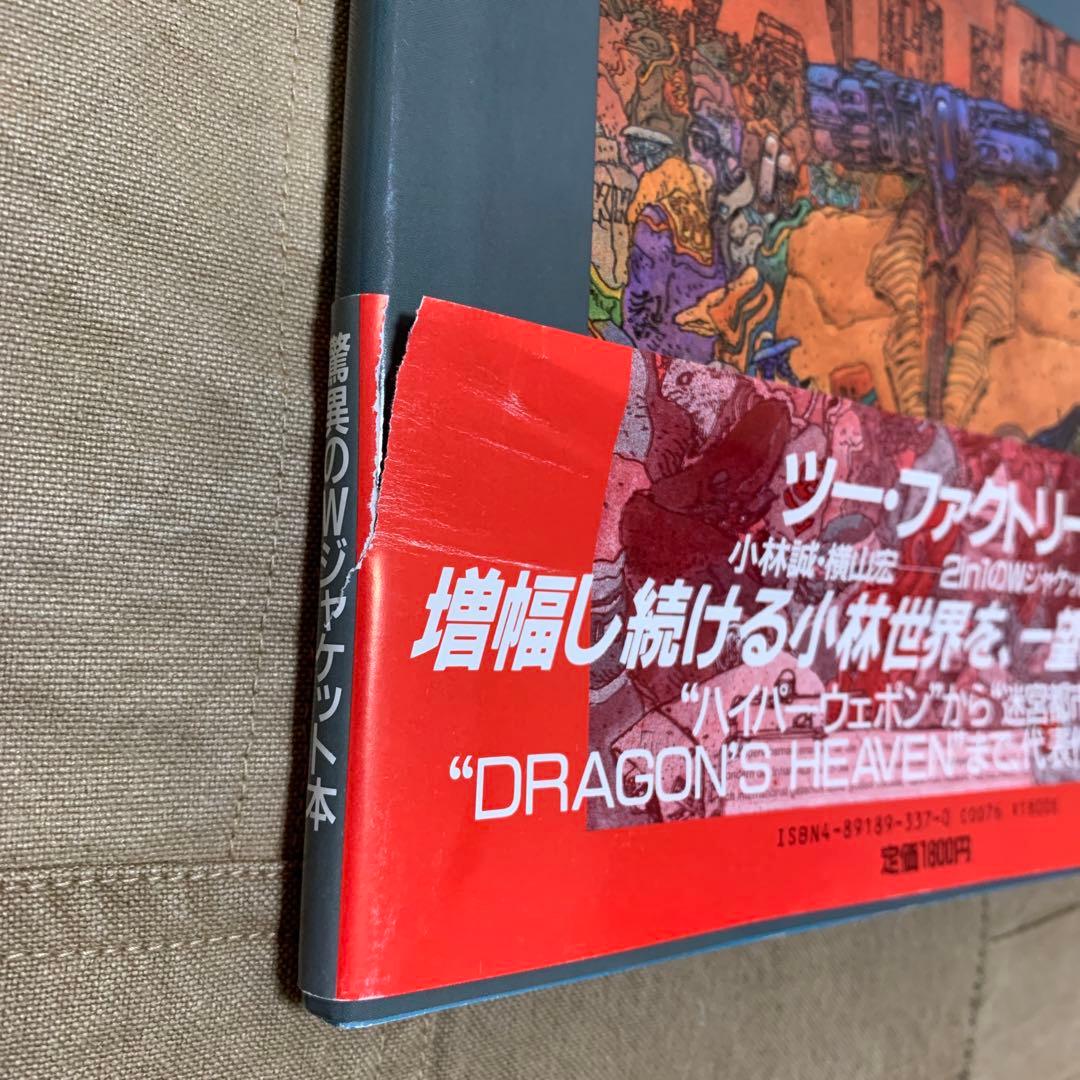 驚異のWジャケット本
ツー・ファクトリー
小林誠・横山宏 2in1のWジャケッ
増幅し続ける小林世界を、一望
“ハイパーウェポン”から“迷宮都市
“DRAGON'S HEAVEN”まで、代表作
ISBN4-89189-337-0 C0076 ¥1800E
定価1800円